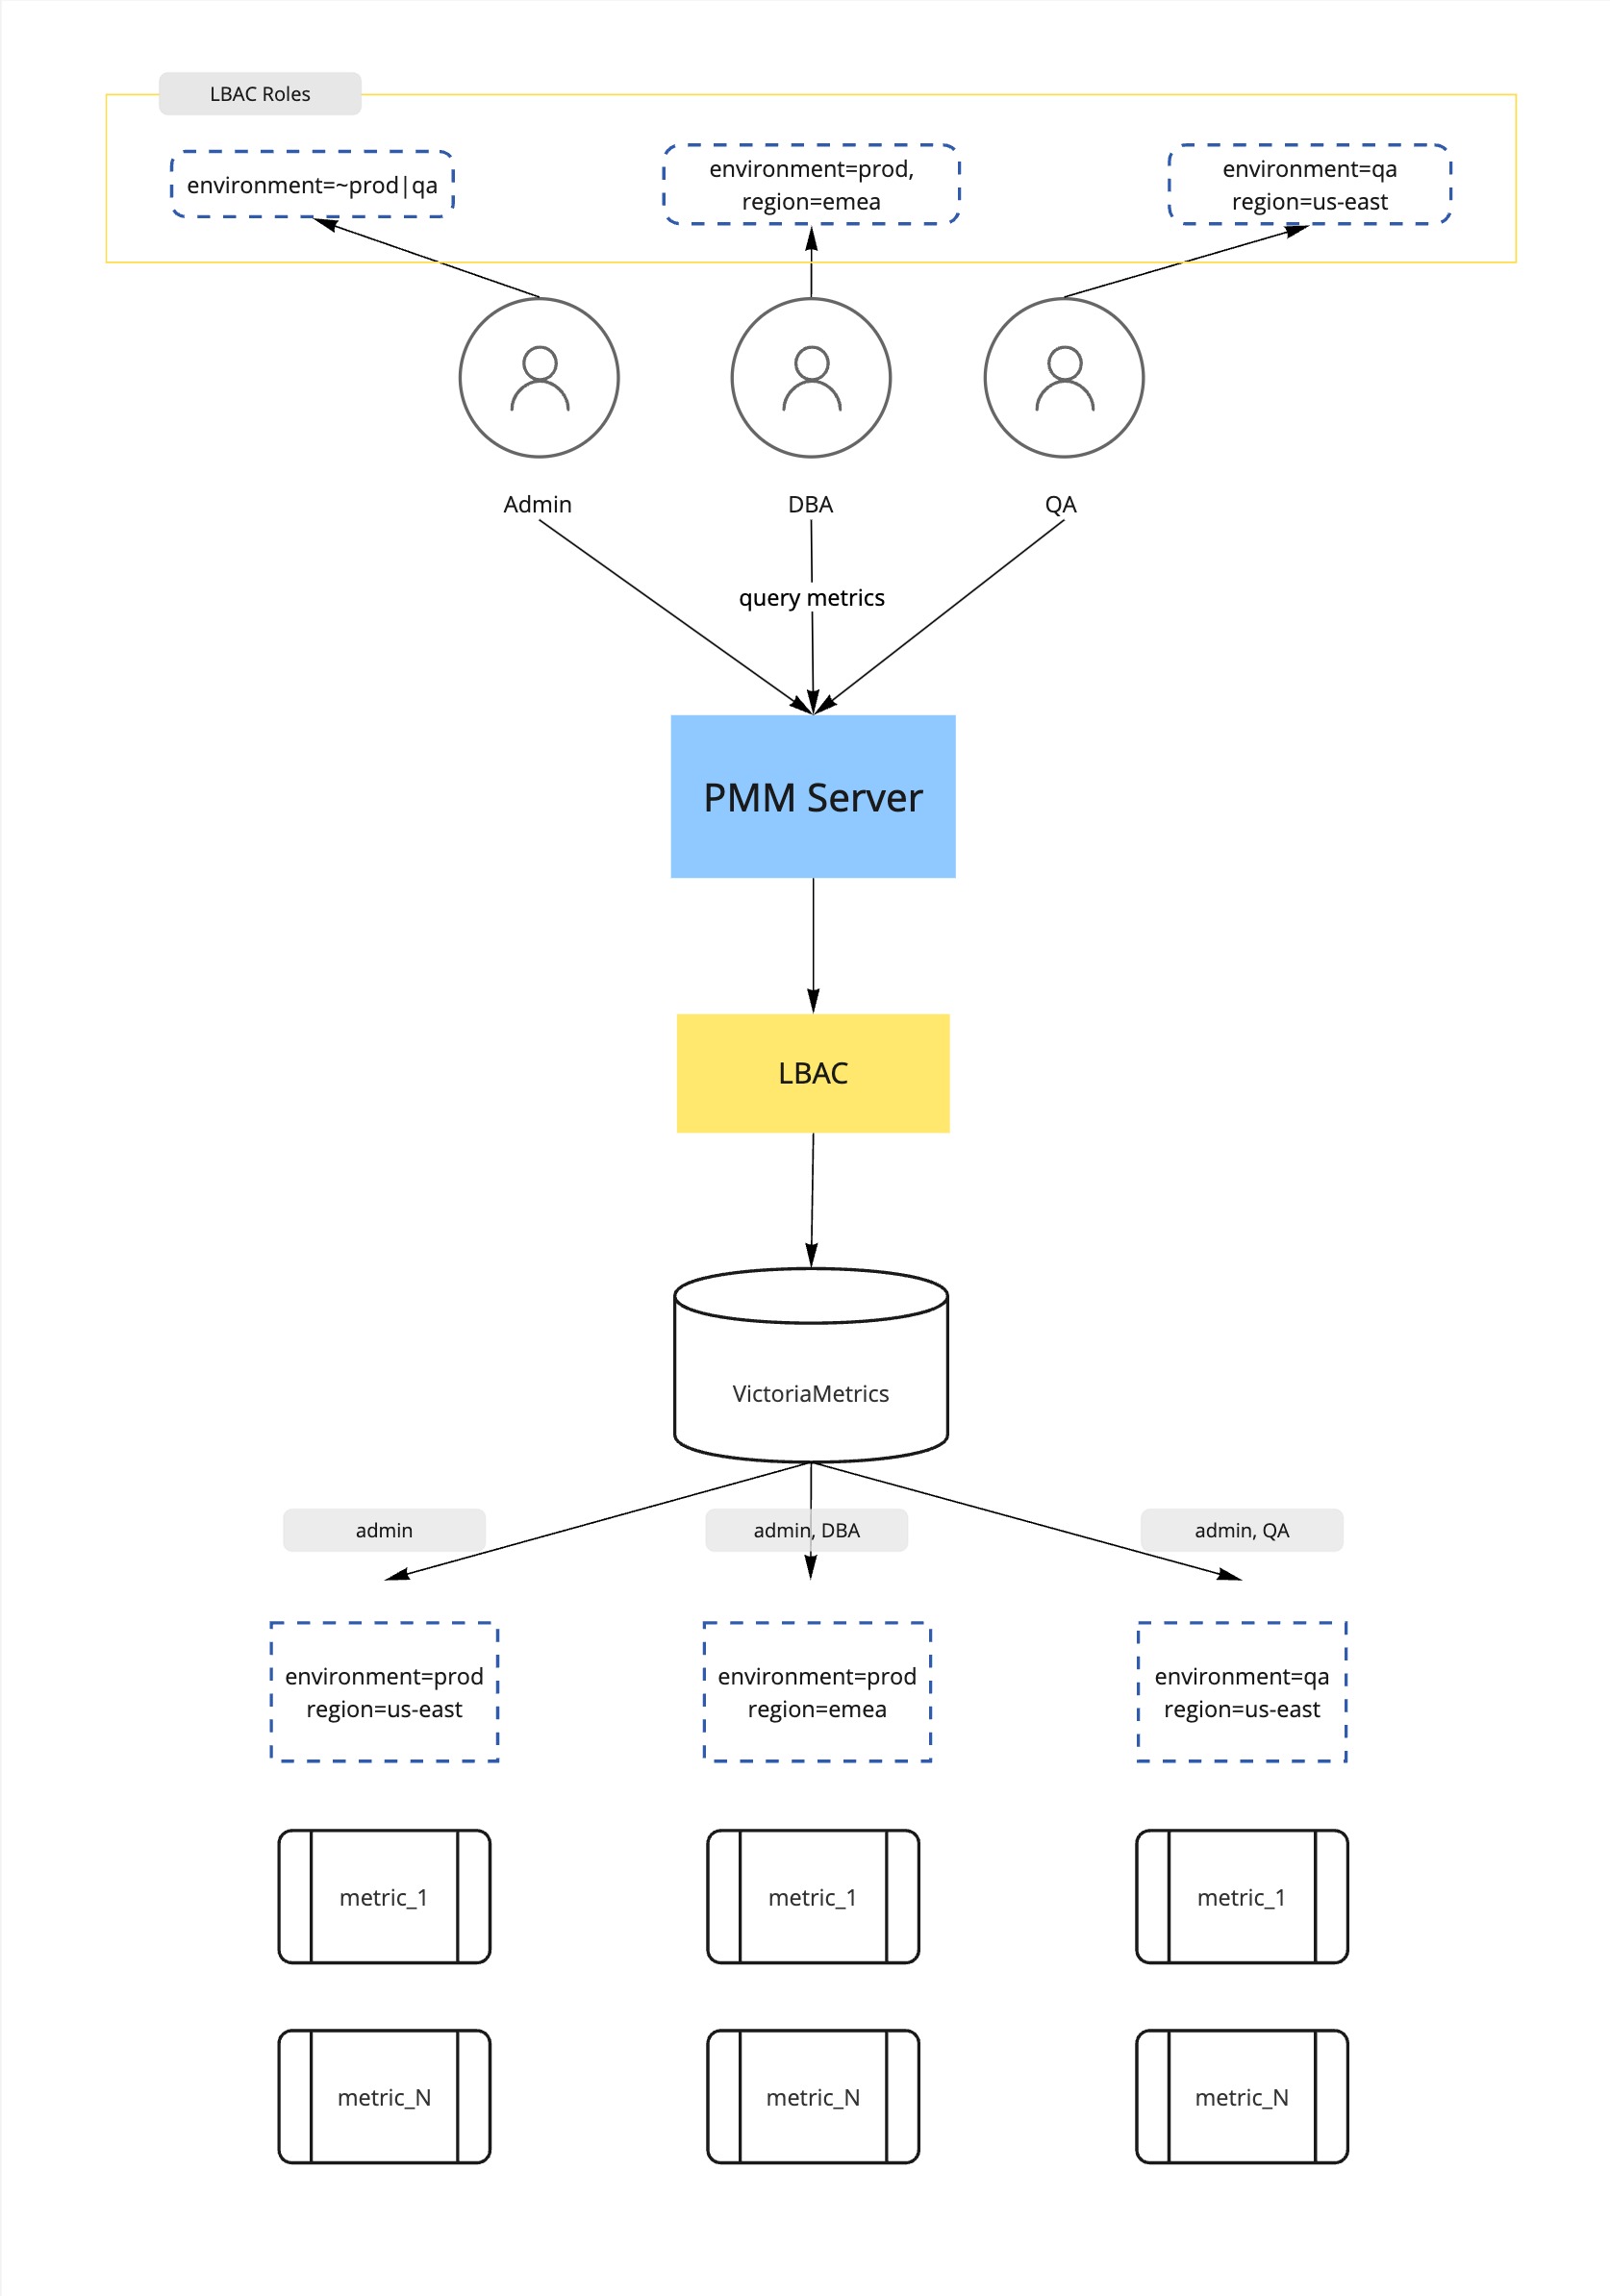 LBAC Roles
environment=~prod|qa
environment=prod,
region=emea
environment=qa
region=us-east
Admin
DBA
QA
query metrics
PMM Server
LBAC
VictoriaMetrics
admin
admin, DBA
admin, QA
environment=prod
region=us-east
environment=prod
region=emea
environment=qa
region=us-east
metric_1
metric_1
metric_1
metric_N
metric_N
metric_N